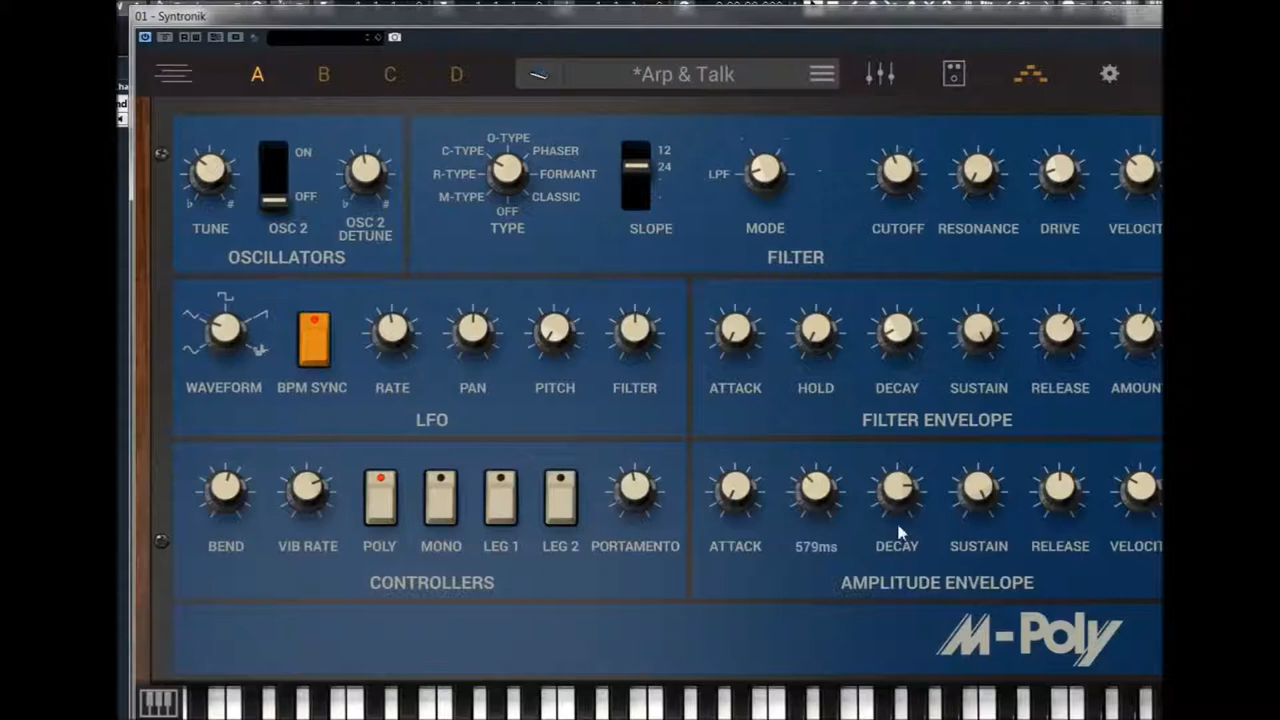 01 - Syntronik
A B C D *Arp & Talk
ON
OFF
TUNE
OSC 2
OSC 2
DETUNE
OSCILLATORS
O-TYPE
C-TYPE PHASER
R-TYPE FORMANT
M-TYPE CLASSIC
OFF
TYPE
12
24
SLOPE
LPF
MODE
CUTOFF RESONANCE DRIVE VELOCIT
FILTER
WAVEFORM BPM SYNC RATE PAN PITCH FILTER
LFO
ATTACK HOLD DECAY SUSTAIN RELEASE AMOUN
FILTER ENVELOPE
BEND VIB RATE POLY MONO LEG 1 LEG 2 PORTAMENTO
CONTROLLERS
ATTACK 579ms DECAY SUSTAIN RELEASE VELOCIT
AMPLITUDE ENVELOPE
M-Poly